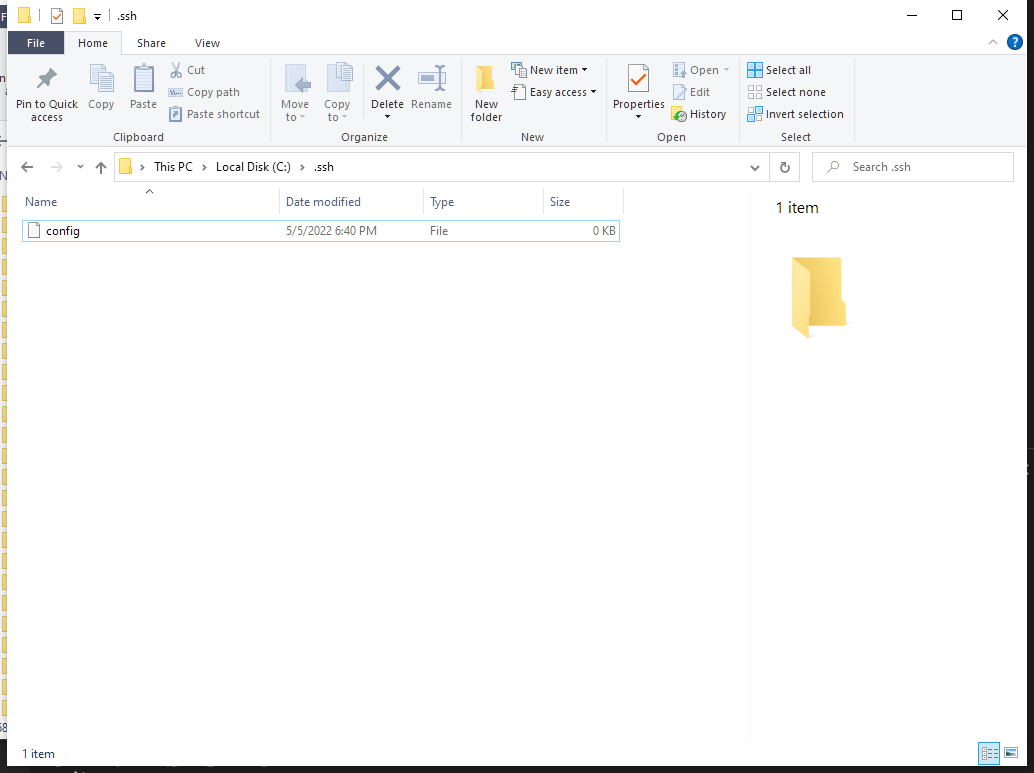 .ssh
File Home Share View
Pin to Quick access
Copy
Paste
Cut
Copy path
Paste shortcut
Clipboard
Move to
Copy to
Delete
Rename
Organize
New folder
New item
Easy access
New
Properties
Open
Edit
History
Open
Select all
Select none
Invert selection
Select
This PC > Local Disk (C:) > .ssh
Search .ssh
Name Date modified Type Size
config 5/5/2022 6:40 PM File 0 KB
1 item
1 item